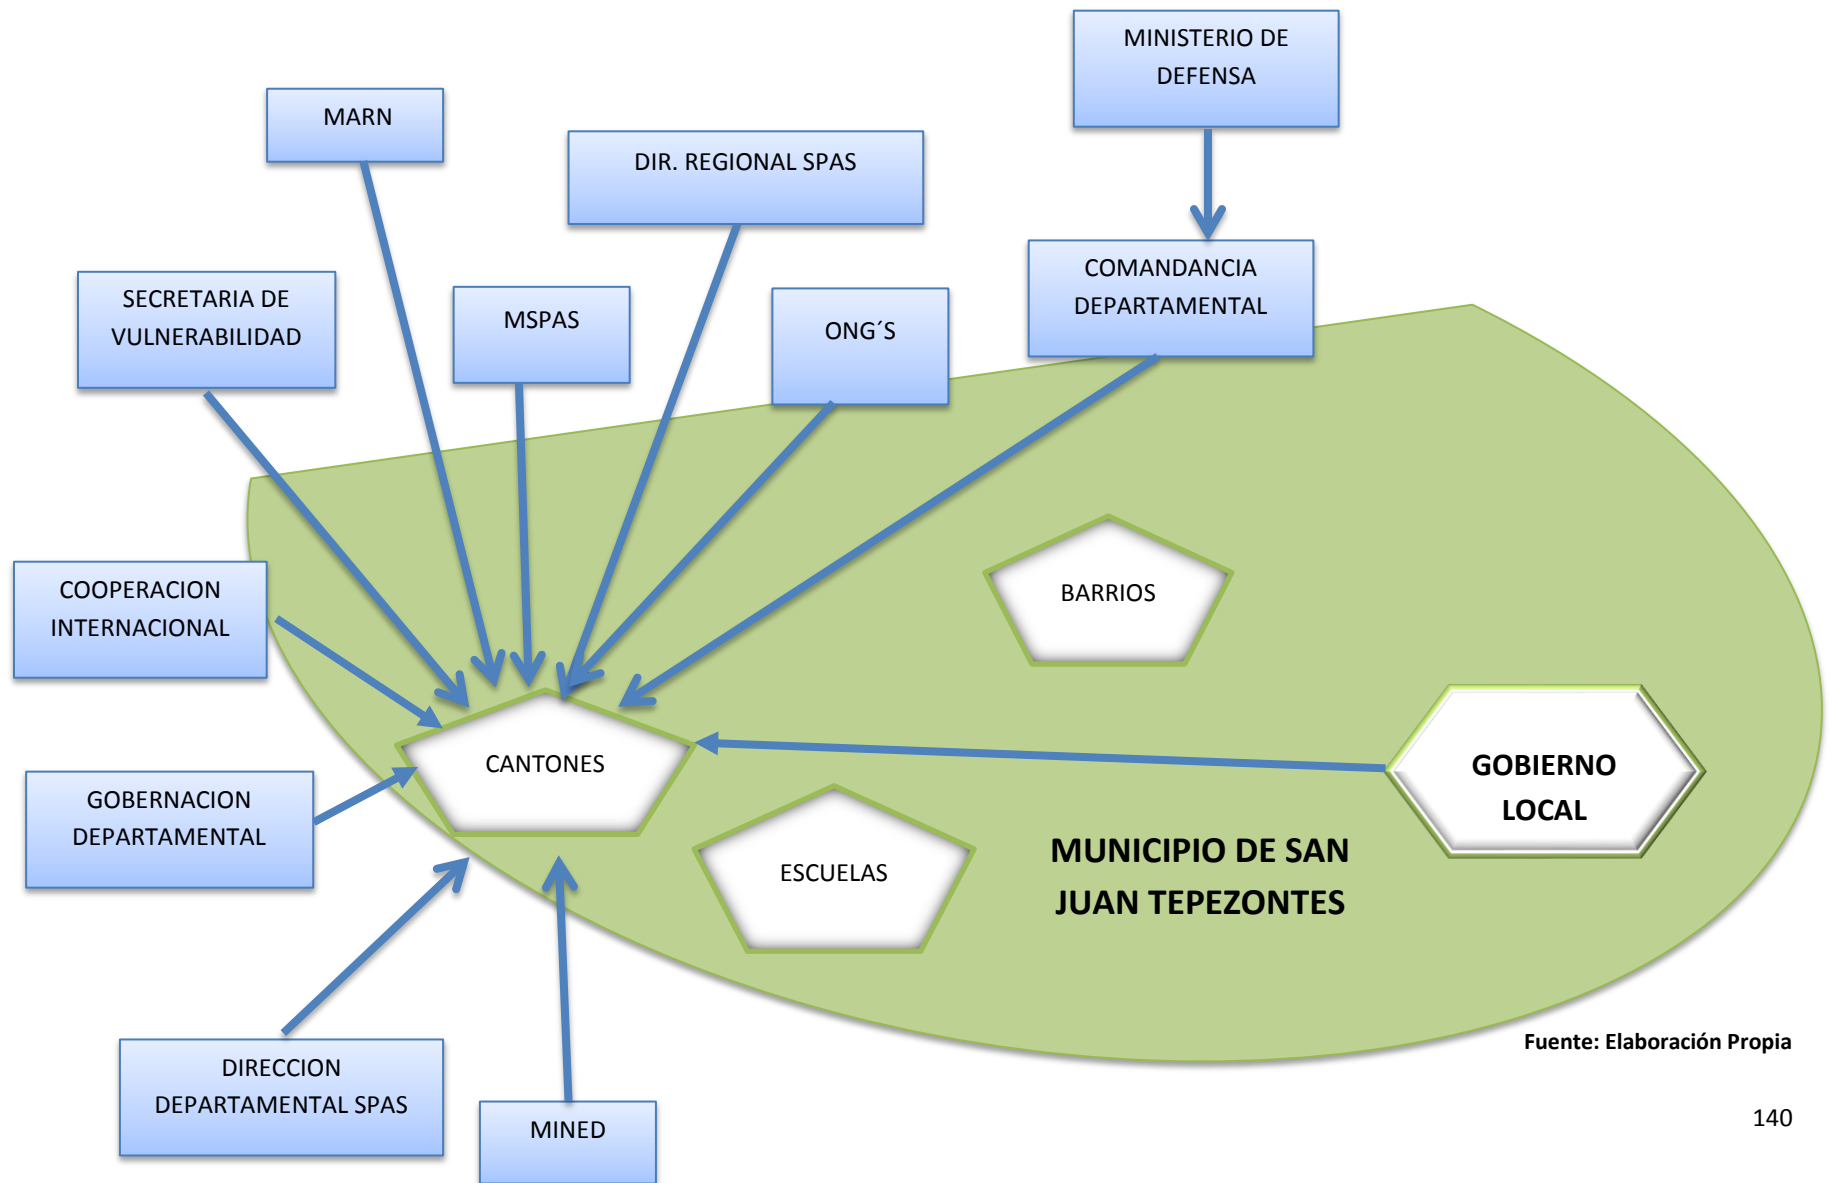 MINISTERIO DE
DEFENSA
MARN
DIR. REGIONAL SPAS
COMANDANCIA
DEPARTAMENTAL
SECRETARIA DE
VULNERABILIDAD
MSPAS
ONG´S
COOPERACION
INTERNACIONAL
BARRIOS
CANTONES
GOBIERNO
LOCAL
GOBERNACION
DEPARTAMENTAL
ESCUELAS
MUNICIPIO DE SAN
JUAN TEPEZONTES
Fuente: Elaboración Propia
DIRECCION
DEPARTAMENTAL SPAS
MINED
140